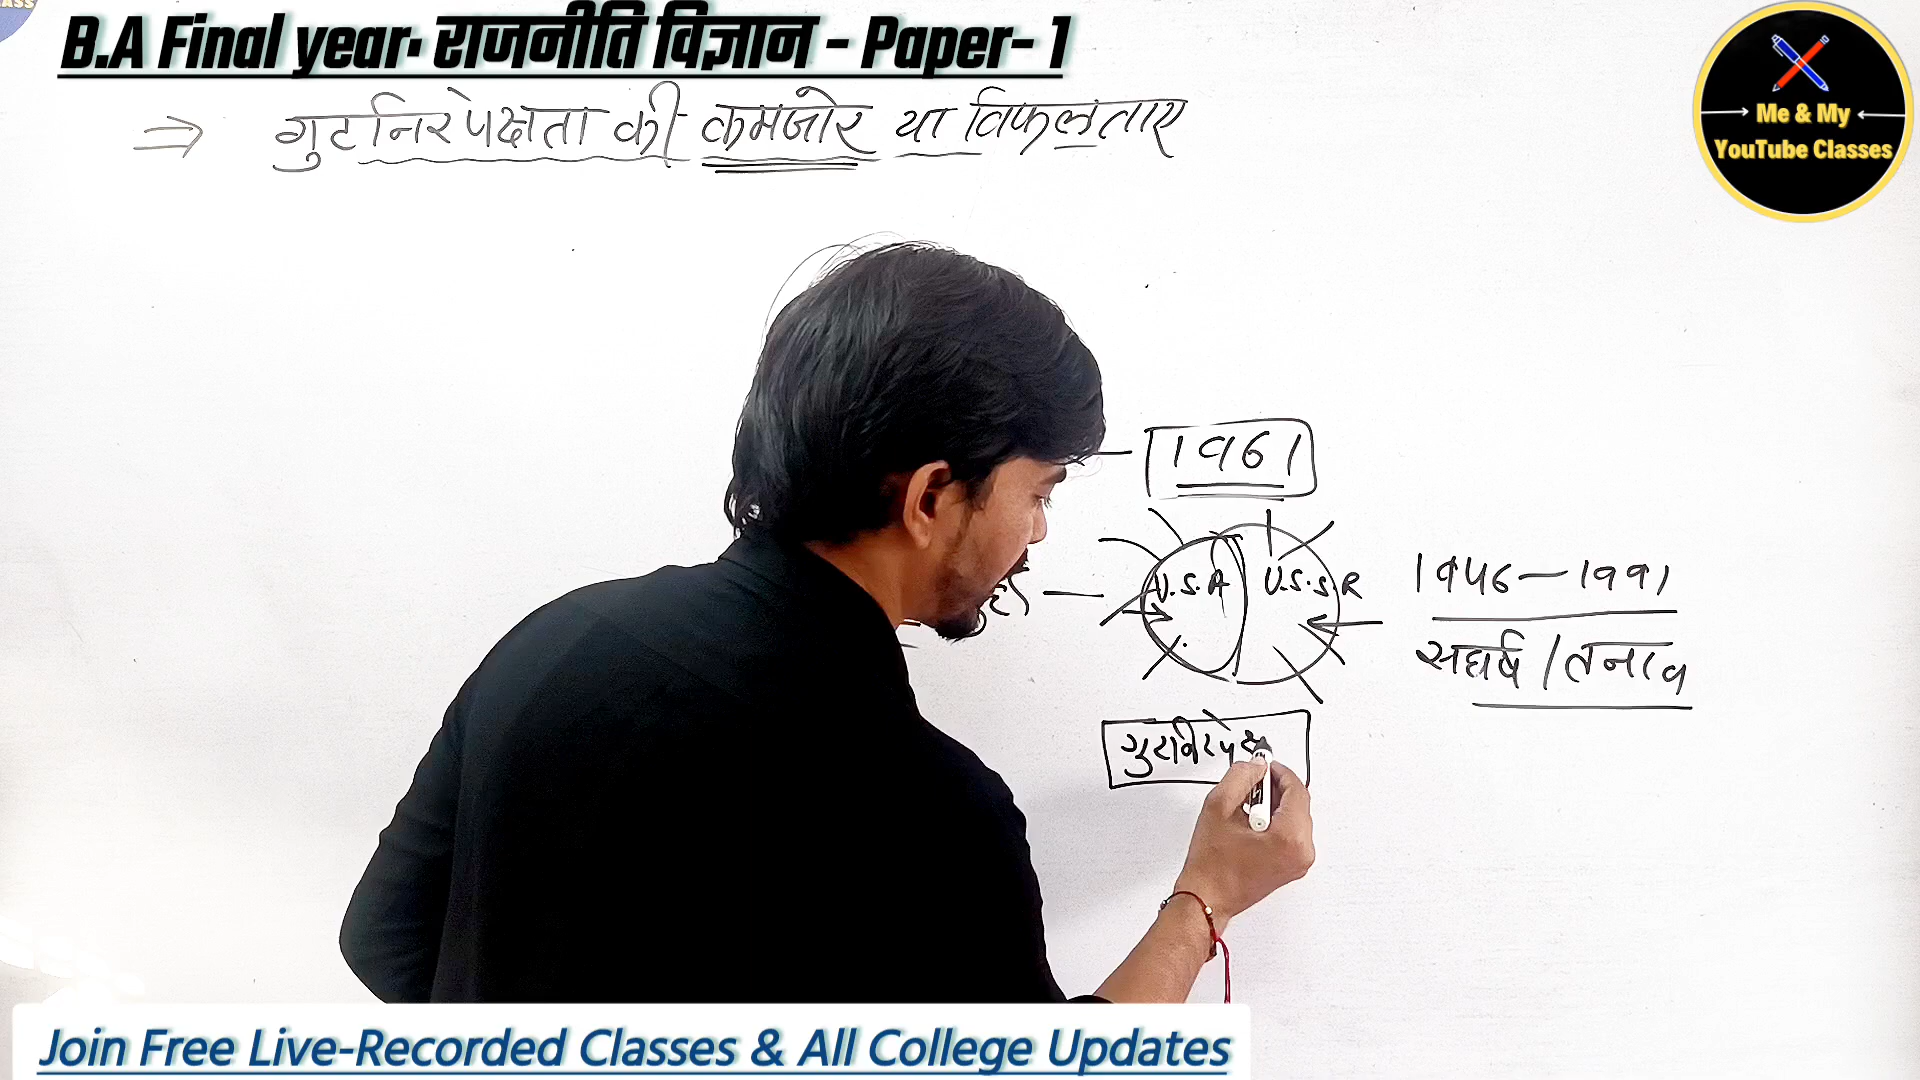 B.A Final year. राजनीति विज्ञान - Paper- 1
Me & My
YouTube Classes
⇒ गुटनिरपेक्षता की कमजोर या विफलताए
1961
U.S.A U.S.S.R
1945 — 1991
संघर्ष / तनाव
गुटनिरपेक्ष
Join Free Live-Recorded Classes & All College Updates